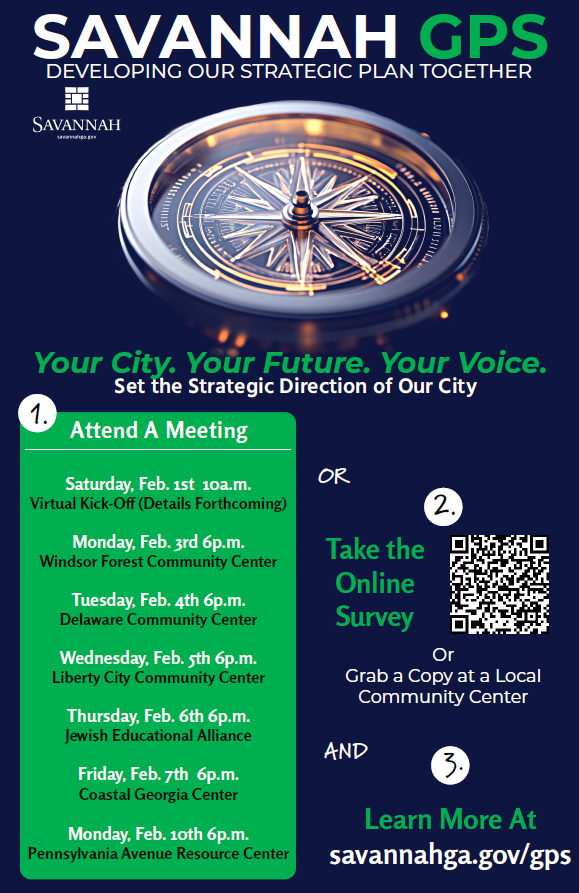 SAVANNAH GPS
DEVELOPING OUR STRATEGIC PLAN TOGETHER
SAVANNAH
savannahga.gov
Your City. Your Future. Your Voice.
Set the Strategic Direction of Our City
1.
Attend A Meeting
Saturday, Feb. 1st 10a.m.
Virtual Kick-Off (Details Forthcoming)
Monday, Feb. 3rd 6p.m.
Windsor Forest Community Center
Tuesday, Feb. 4th 6p.m.
Delaware Community Center
Wednesday, Feb. 5th 6p.m.
Liberty City Community Center
Thursday, Feb. 6th 6p.m.
Jewish Educational Alliance
Friday, Feb. 7th 6p.m.
Coastal Georgia Center
Monday, Feb. 10th 6p.m.
Pennsylvania Avenue Resource Center
OR
2.
Take the
Online
Survey
Or
Grab a Copy at a Local
Community Center
AND
3.
Learn More At
savannahga.gov/gps